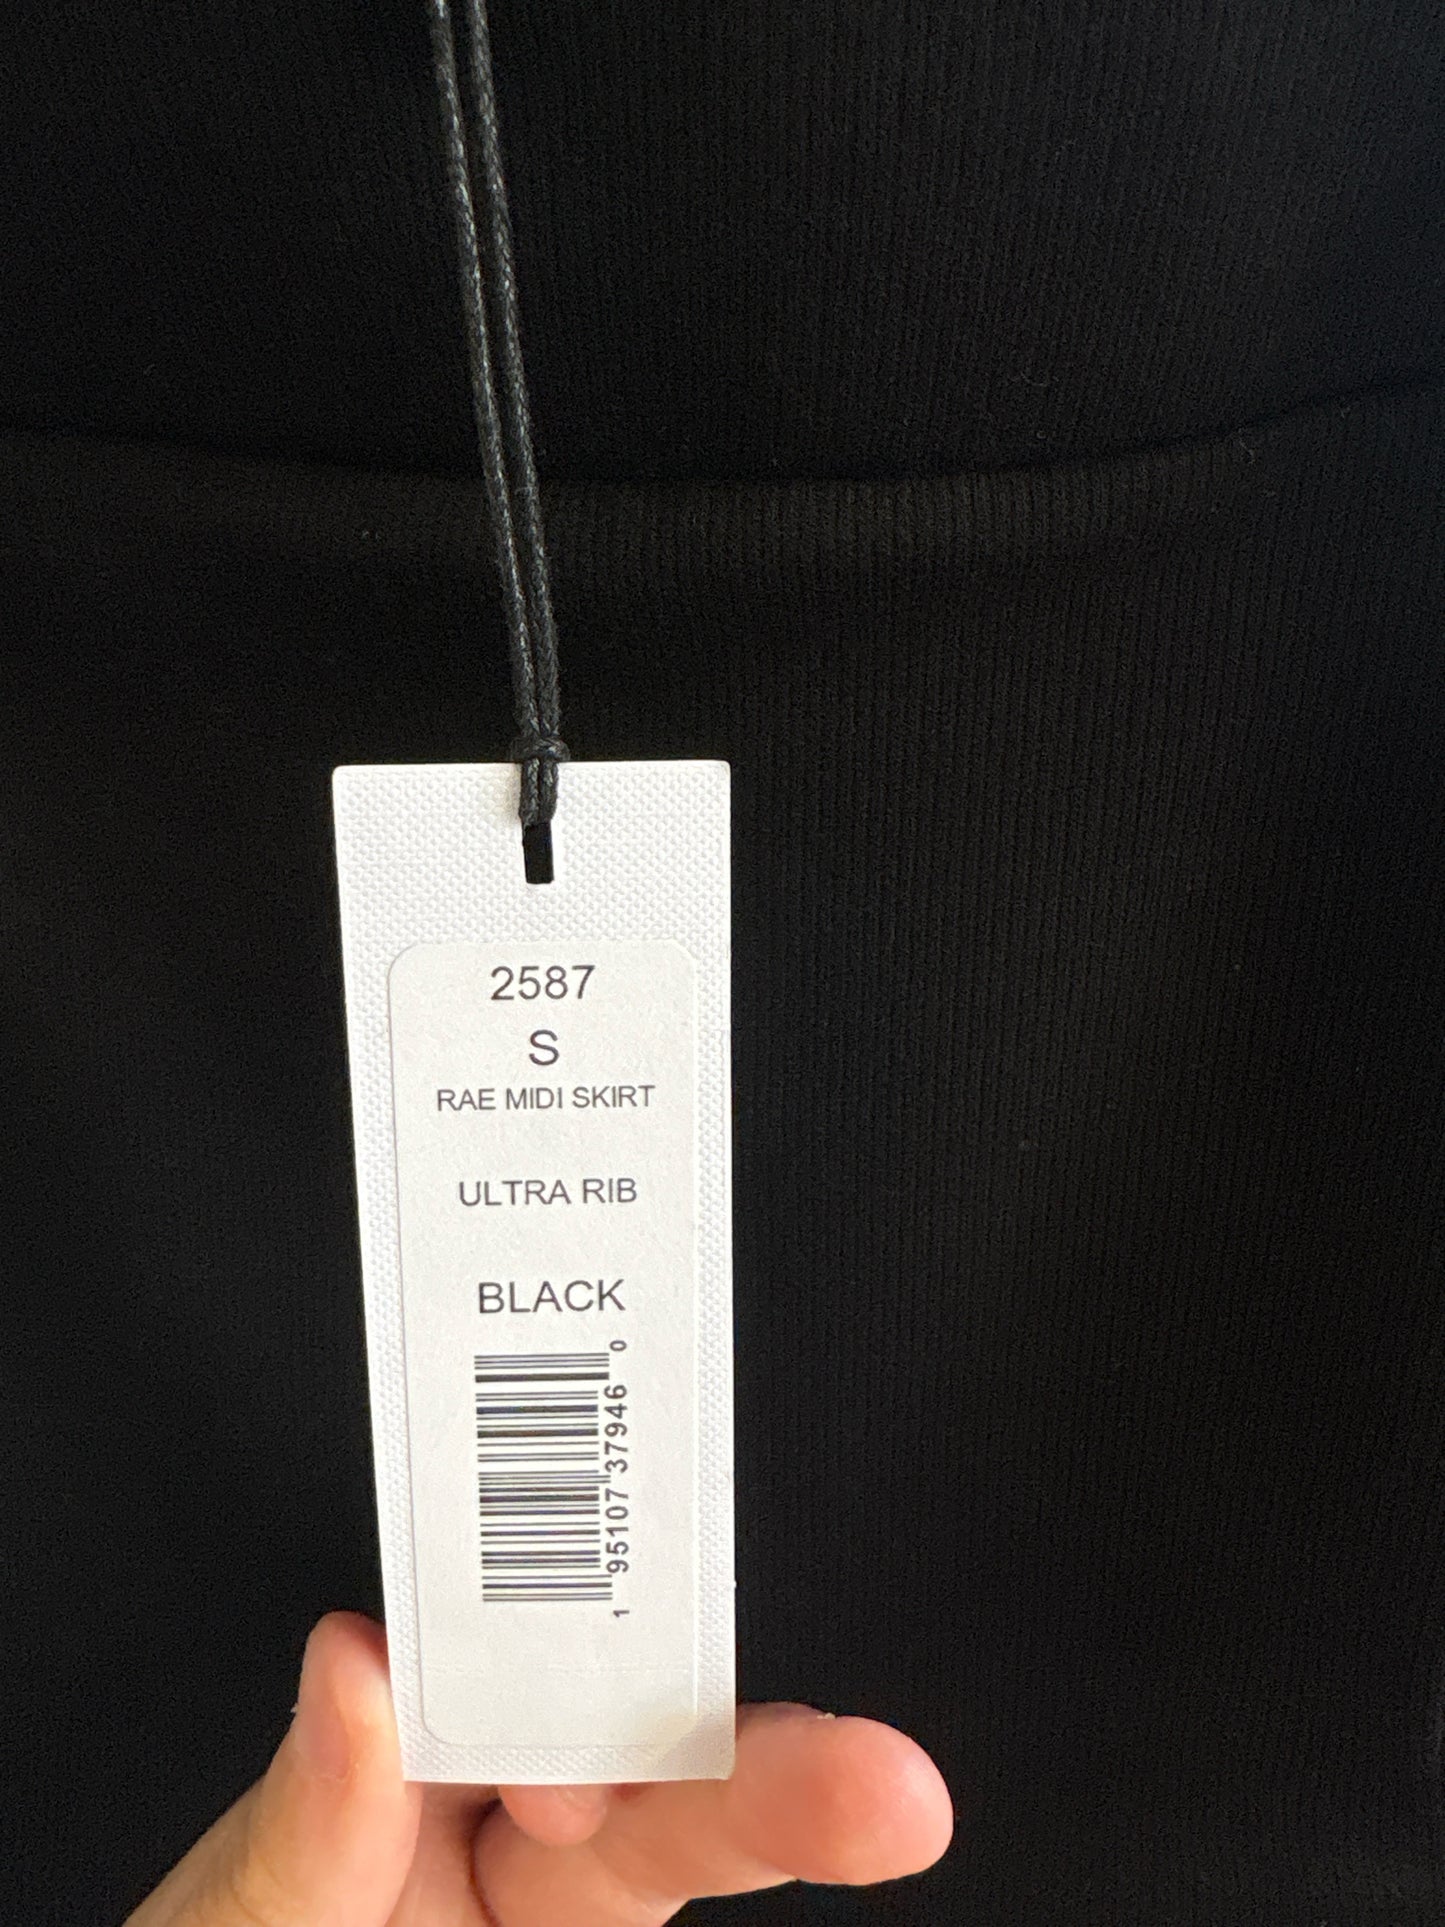 2587
S
RAE MIDI SKIRT
ULTRA RIB
BLACK
1 95107 37946 0